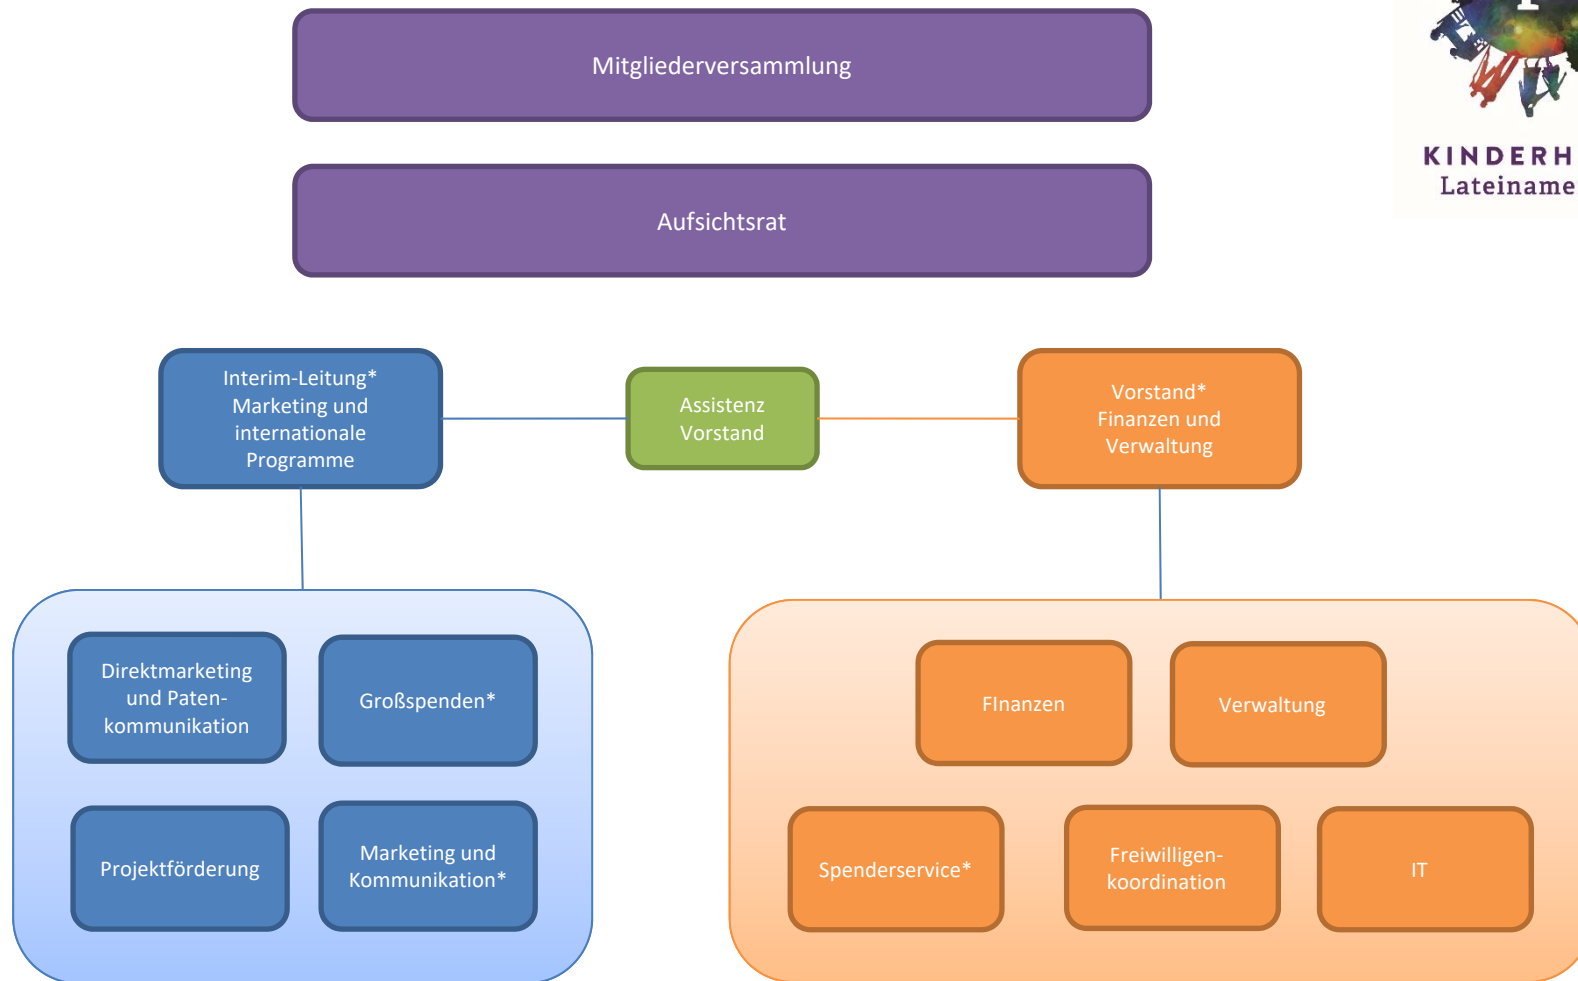 Mitgliederversammlung
KINDERH
Lateiname
Aufsichtsrat
Interim-Leitung*
Marketing und
internationale
Programme
Assistenz
Vorstand
Vorstand*
Finanzen und
Verwaltung
Direktmarketing
und Paten-
kommunikation
Großspenden*
FInanzen
Verwaltung
Projektförderung
Marketing und
Kommunikation*
Spenderservice*
Freiwilligen-
koordination
IT